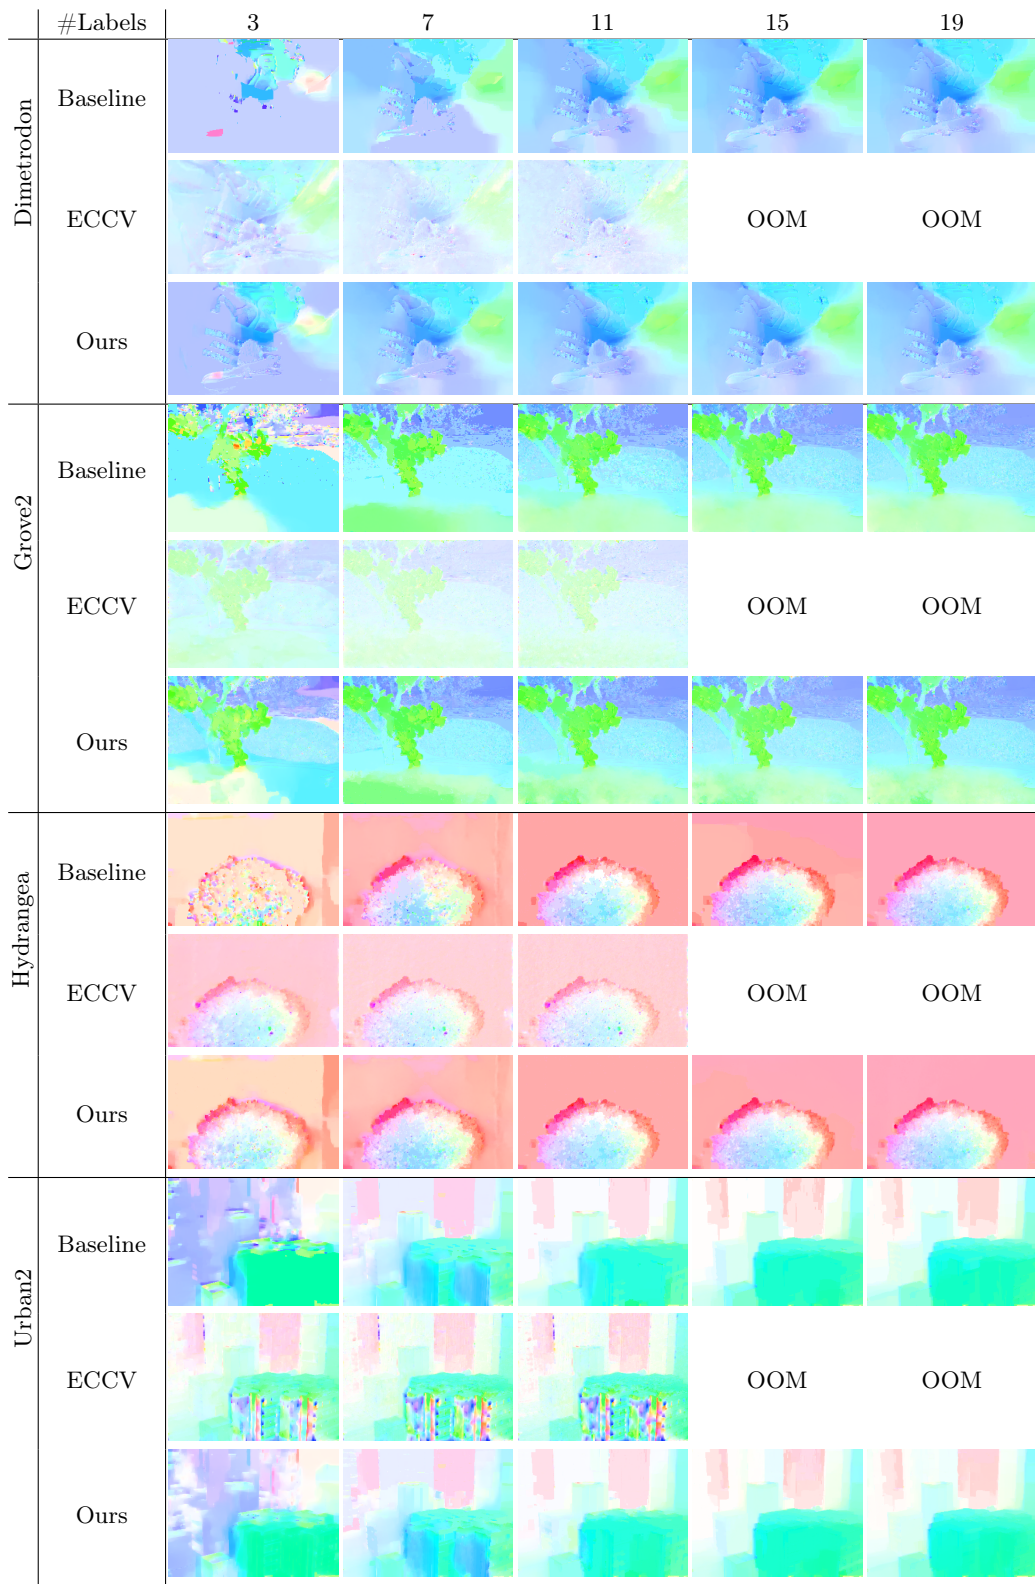 #Labels 3 7 11 15 19
Dimetrodon
Baseline
ECCV OOM OOM
Ours
Grove2
Baseline
ECCV OOM OOM
Ours
Hydrangea
Baseline
ECCV OOM OOM
Ours
Urban2
Baseline
ECCV OOM OOM
Ours